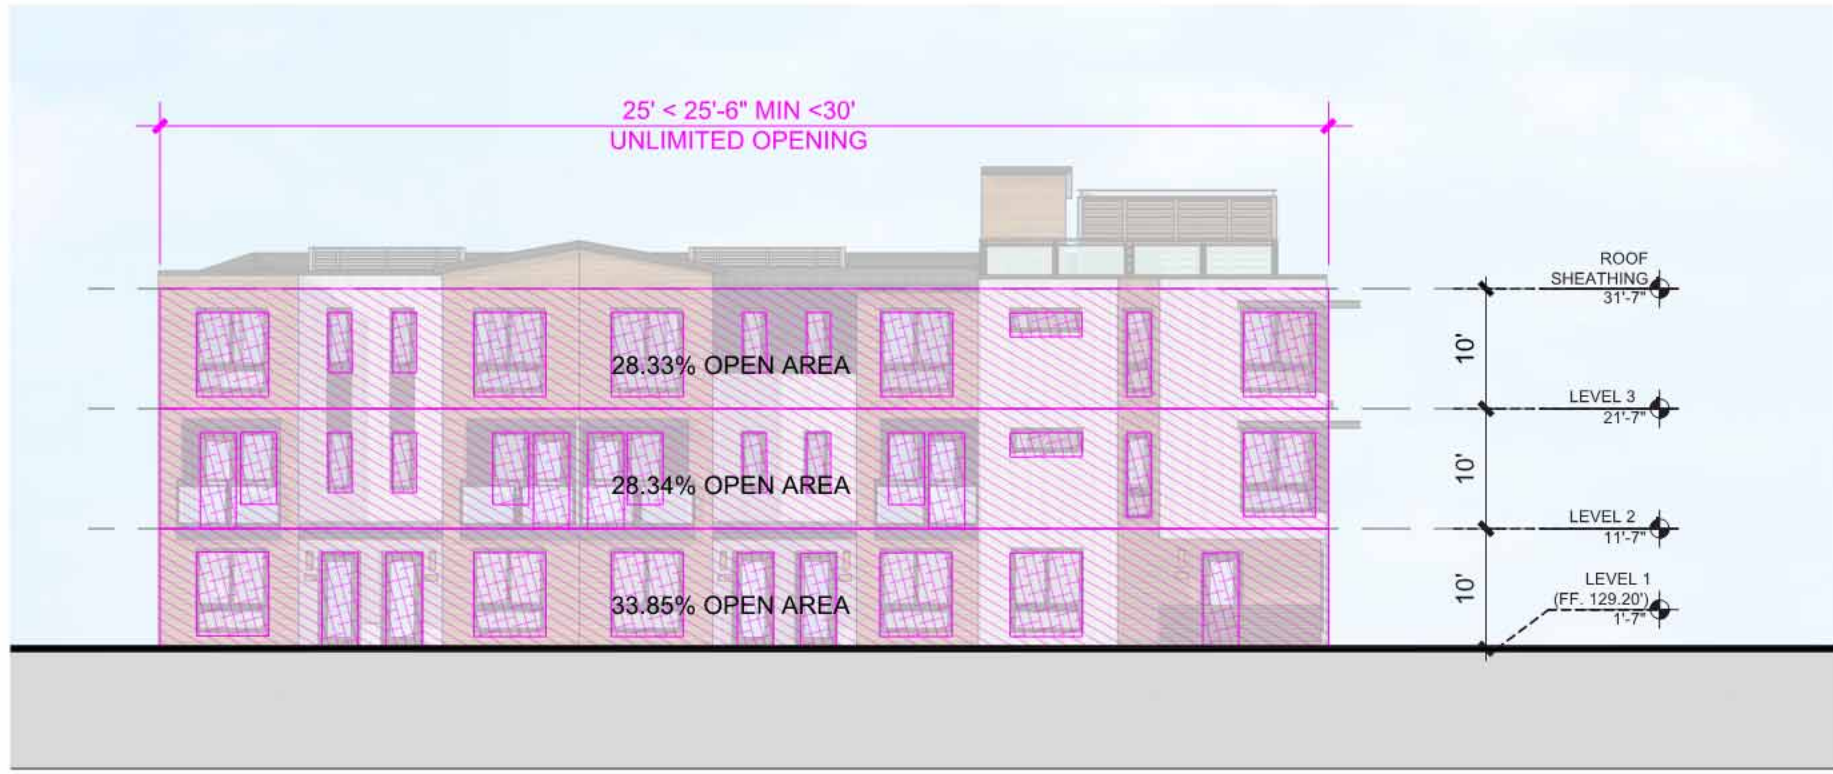 25' < 25'-6" MIN <30'
UNLIMITED OPENING
ROOF
SHEATHING
31'-7"
10'
28.33% OPEN AREA
LEVEL 3
21'-7"
10'
28.34% OPEN AREA
LEVEL 2
11'-7"
10'
LEVEL 1
(FF. 129.20')
1'-7"
33.85% OPEN AREA